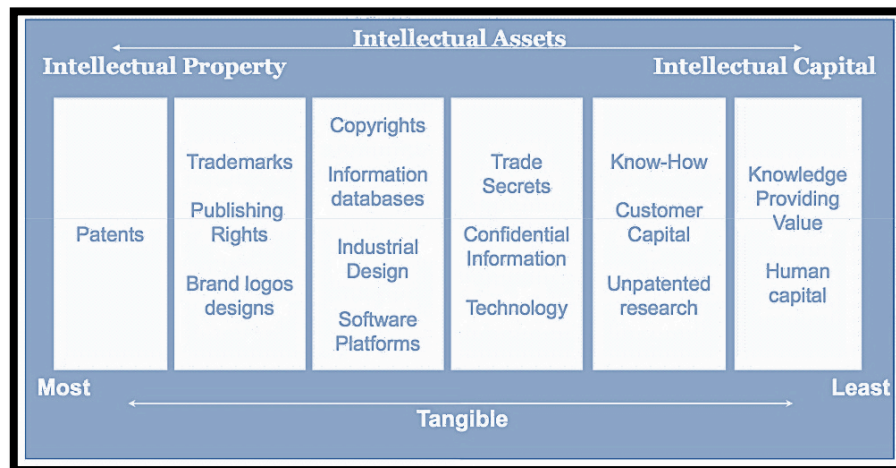 Intellectual Assets
Intellectual Property
Intellectual Capital
Patents
Trademarks
Publishing
Rights
Brand logos
designs
Copyrights
Information
databases
Industrial
Design
Software
Platforms
Trade
Secrets
Confidential
Information
Technology
Know-How
Customer
Capital
Unpatented
research
Knowledge
Providing
Value
Human
capital
Most
Least
Tangible